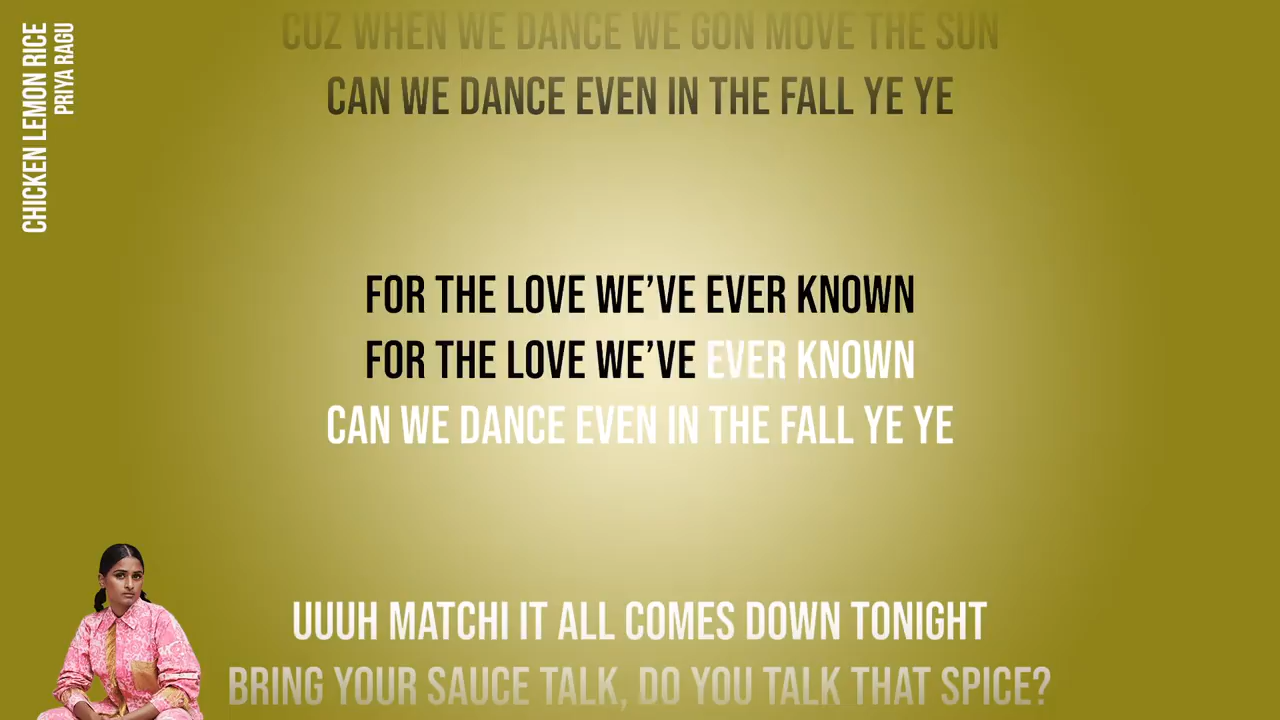 CHICKEN LEMON RICE
PRIYA RAGU
CUZ WHEN WE DANCE WE GON MOVE THE SUN
CAN WE DANCE EVEN IN THE FALL YE YE
FOR THE LOVE WE'VE EVER KNOWN
FOR THE LOVE WE'VE EVER KNOWN
CAN WE DANCE EVEN IN THE FALL YE YE
UUUH MATCHI IT ALL COMES DOWN TONIGHT
BRING YOUR SAUCE TALK, DO YOU TALK THAT SPICE?